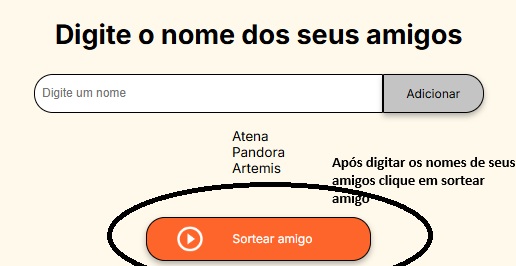 Digite o nome dos seus amigos
Digite um nome
Adicionar
Atena
Pandora
Artemis
Após digitar os nomes de seus
amigos clique em sortear
amigo
Sortear amigo